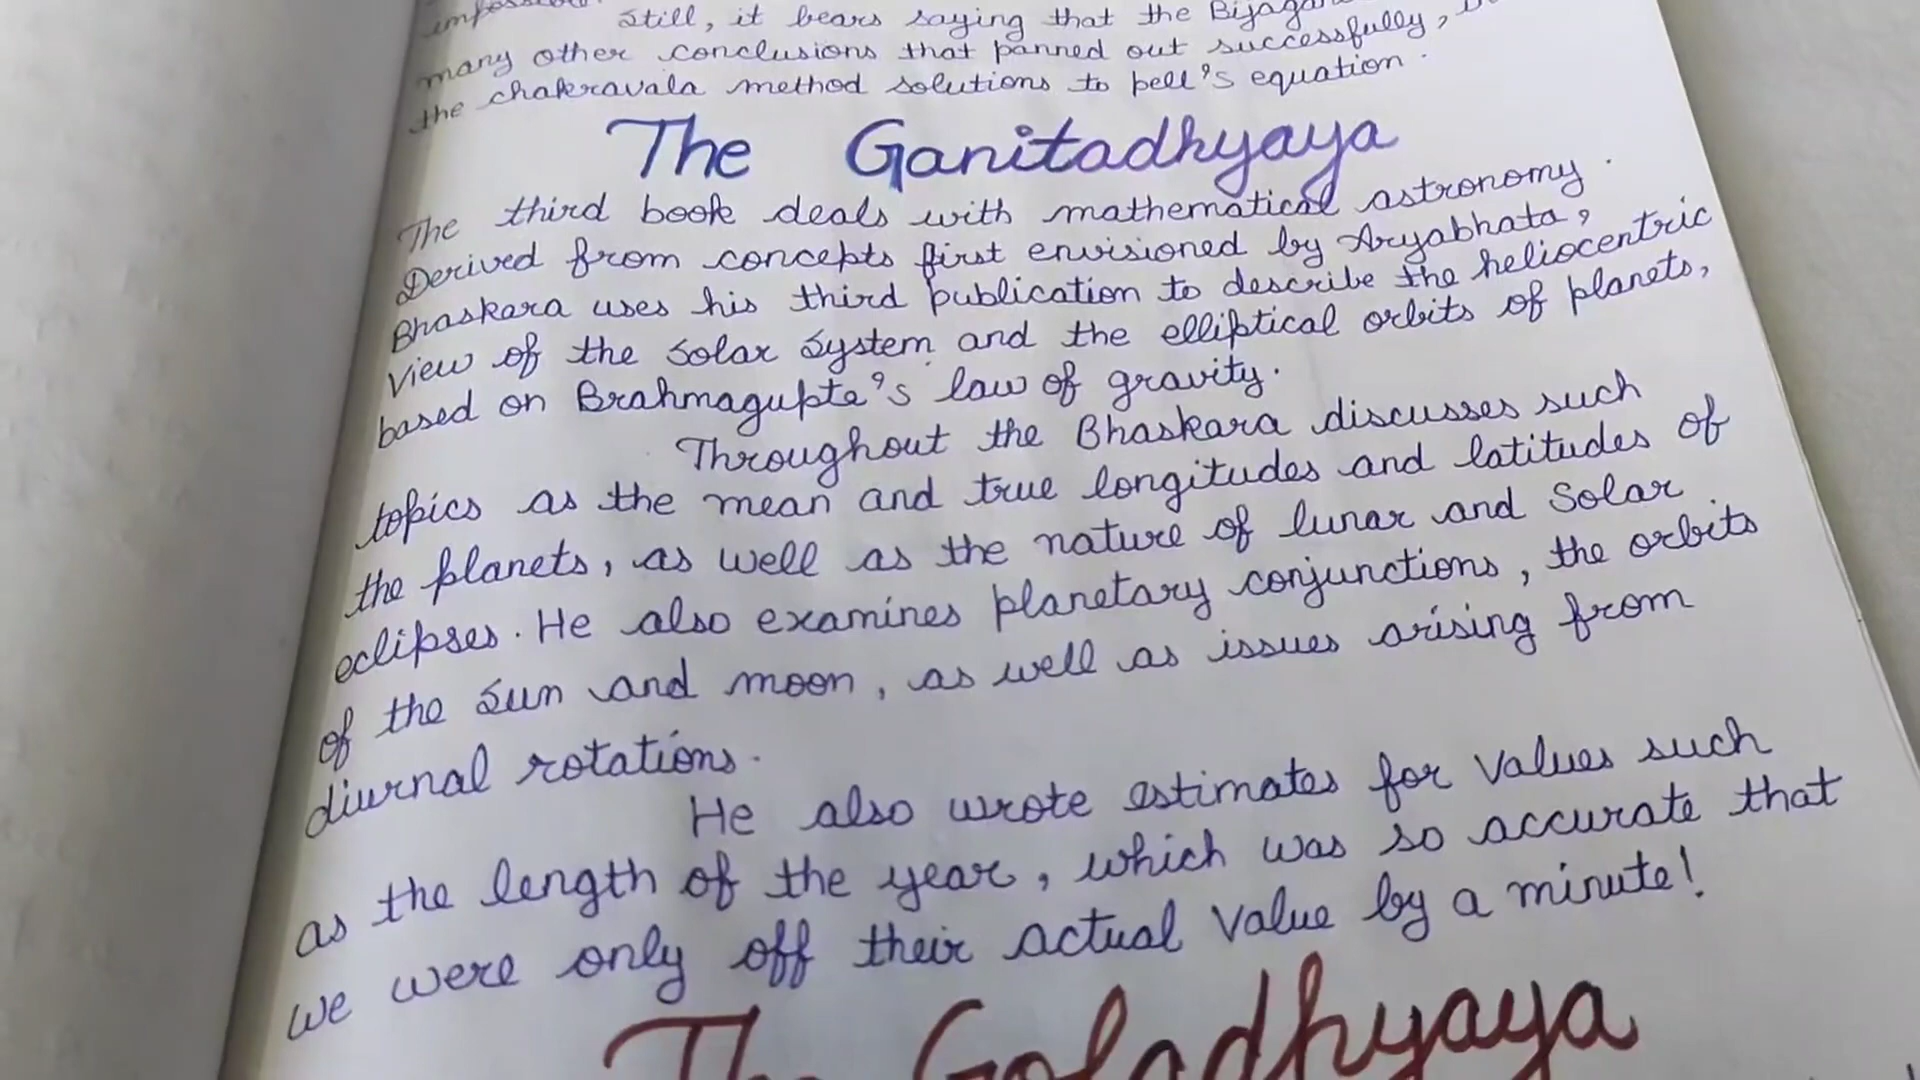 Still, it bears saying that the
many other conclusions that panned out successfully,
the chakravala method solutions to pell's equation.
The Ganitadhyaya
The third book deals with mathematical astronomy.
Derived from concepts first envisioned by Aryabhata,
Bhaskara uses his third publication to describe the heliocentric
view of the solar system and the elliptical orbits of planets,
based on Brahmagupta's law of gravity.
Throughout the Bhaskara discusses such
topics as the mean and true longitudes and latitudes of
the planets, as well as the nature of lunar and solar
eclipses. He also examines planetary conjunctions, the orbits
of the sun and moon, as well as issues arising from
diurnal rotations.
He also wrote estimates for values such
as the length of the year, which was so accurate that
we were only off their actual value by a minute!
The Goladhyaya